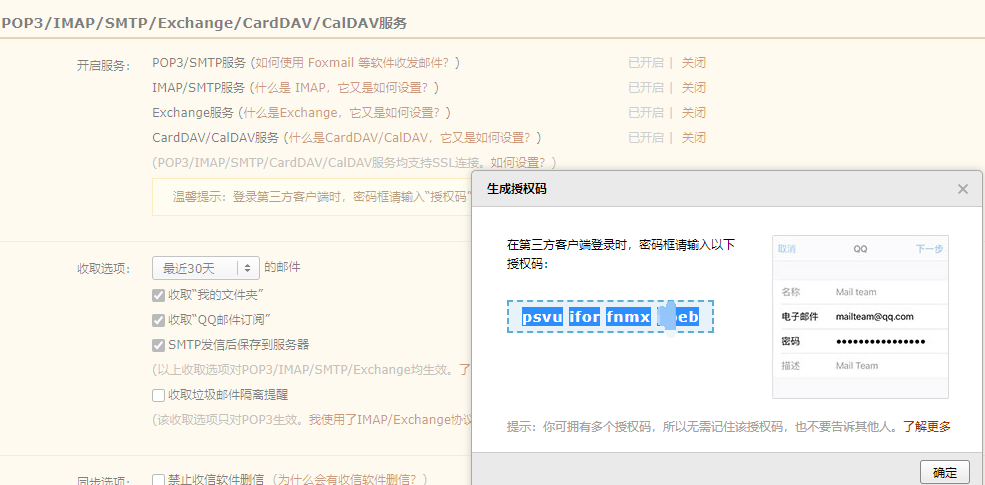 POP3/IMAP/SMTP/Exchange/CardDAV/CalDAV服务
开启服务：
POP3/SMTP服务 (如何使用 Foxmail 等软件收发邮件？) 已开启 | 关闭
IMAP/SMTP服务 (什么是 IMAP，它又是如何设置？) 已开启 | 关闭
Exchange服务 (什么是Exchange，它又是如何设置？) 已开启 | 关闭
CardDAV/CalDAV服务 (什么是CardDAV/CalDAV，它又是如何设置？) 已开启 | 关闭
(POP3/IMAP/SMTP/CardDAV/CalDAV服务均支持SSL连接。如何设置？)
温馨提示：登录第三方客户端时，密码框请输入“授权码”
收取选项：
最近30天 的邮件
收取“我的文件夹”
收取“QQ邮件订阅”
SMTP发信后保存到服务器
(以上收取选项对POP3/IMAP/SMTP/Exchange均生效。了
收取垃圾邮件隔离提醒
(该收取选项只对POP3生效。我使用了IMAP/Exchange协议
同步选项：
禁止收信软件删信 (为什么会有收信软件删信？)
生成授权码
在第三方客户端登录时，密码框请输入以下
授权码：
psvu ifor fnmx
取消 QQ 下一步
名称 Mail team
电子邮件 mailteam@qq.com
密码 ●●●●●●●●●●●●●●●●
描述 Mail Team
提示：你可拥有多个授权码，所以无需记住该授权码，也不要告诉其他人。了解更多
确定